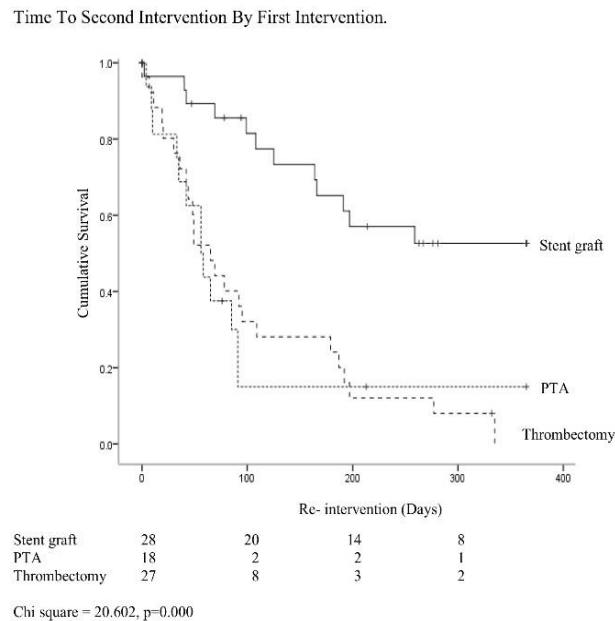 Time To Second Intervention By First Intervention.
1.0
0.8
0.6
0.4
0.2
0.0
Cumulative Survival
Stent graft
PTA
Thrombectomy
0 100 200 300 400
Re- intervention (Days)
Stent graft 28 20 14 8
PTA 18 2 2 1
Thrombectomy 27 8 3 2
Chi square = 20.602, p=0.000